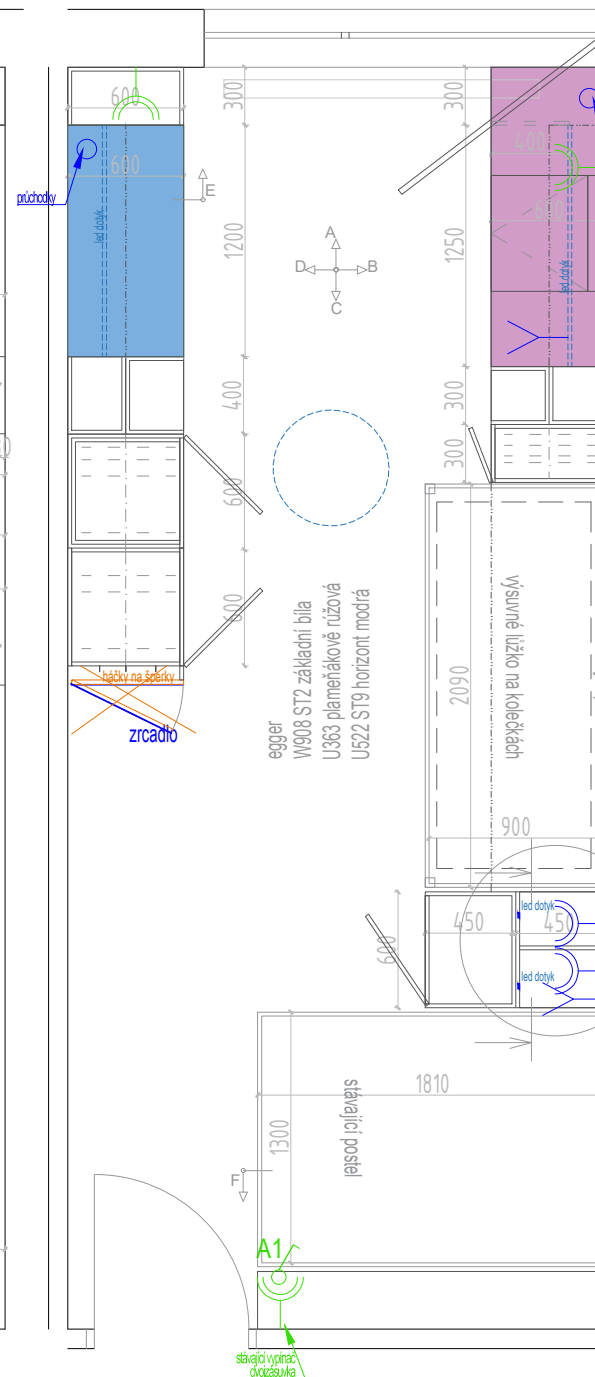 600
300
300
průchodky
600
E
400
led dotyk
1200
A
D
B
C
1250
led dotyk
400
300
300
600
600
háčky na šperky
zrcadlo
egger
W908 ST2 základní bíla
U363 plameňákově růžová
U522 ST9 horizont modrá
výsuvné lůžko na kolečkách
2090
900
led dotyk
450
450
600
led dotyk
1810
stávající postel
1300
F
A1
stávající vypínač
dvojzásuvka